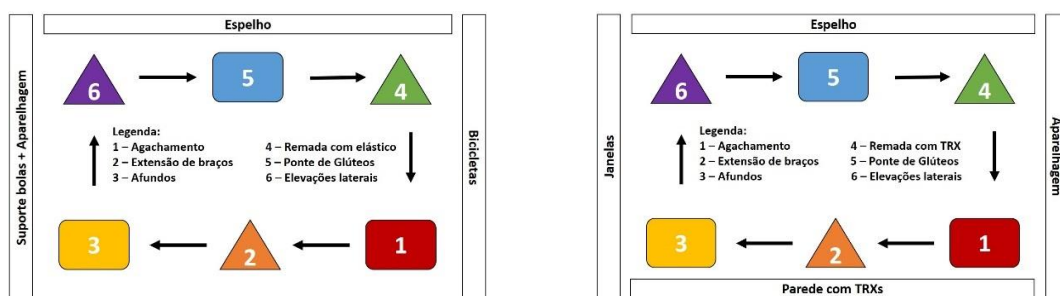 Espelho
Suporte bolas + Aparelhagem
6
5
4
Legenda:
1 – Agachamento
2 – Extensão de braços
3 – Afundos
4 – Remada com elástico
5 – Ponte de Glúteos
6 – Elevações laterais
Bicicletas
3
2
1
Espelho
Janelas
6
5
4
Legenda:
1 – Agachamento
2 – Extensão de braços
3 – Afundos
4 – Remada com TRX
5 – Ponte de Glúteos
6 – Elevações laterais
Aparelhagem
3
2
1
Parede com TRXs